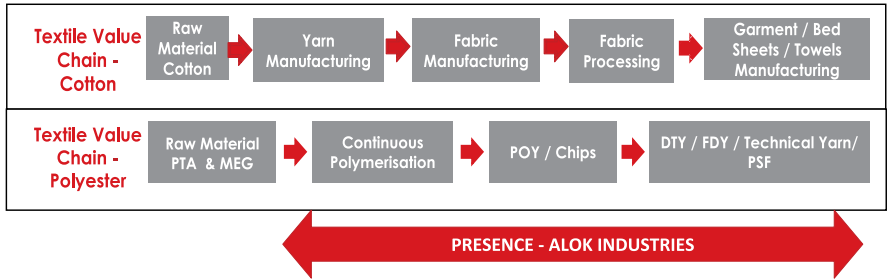 Textile Value
Chain -
Cotton
Raw
Material
Cotton
Yarn
Manufacturing
Fabric
Manufacturing
Fabric
Processing
Garment / Bed
Sheets / Towels
Manufacturing
Textile Value
Chain -
Polyester
Raw Material
PTA & MEG
Continuous
Polymerisation
POY / Chips
DTY / FDY / Technical Yarn/
PSF
PRESENCE - ALOK INDUSTRIES